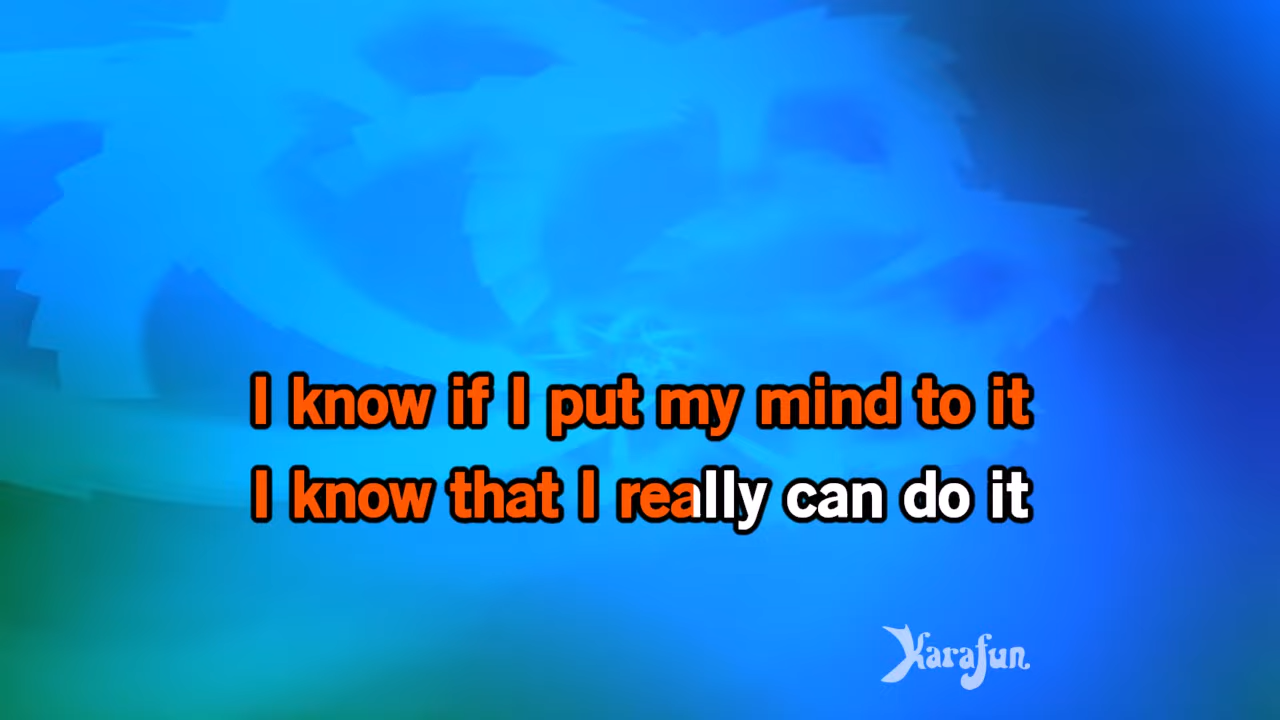 I know if I put my mind to it
I know that I really can do it
Karafun